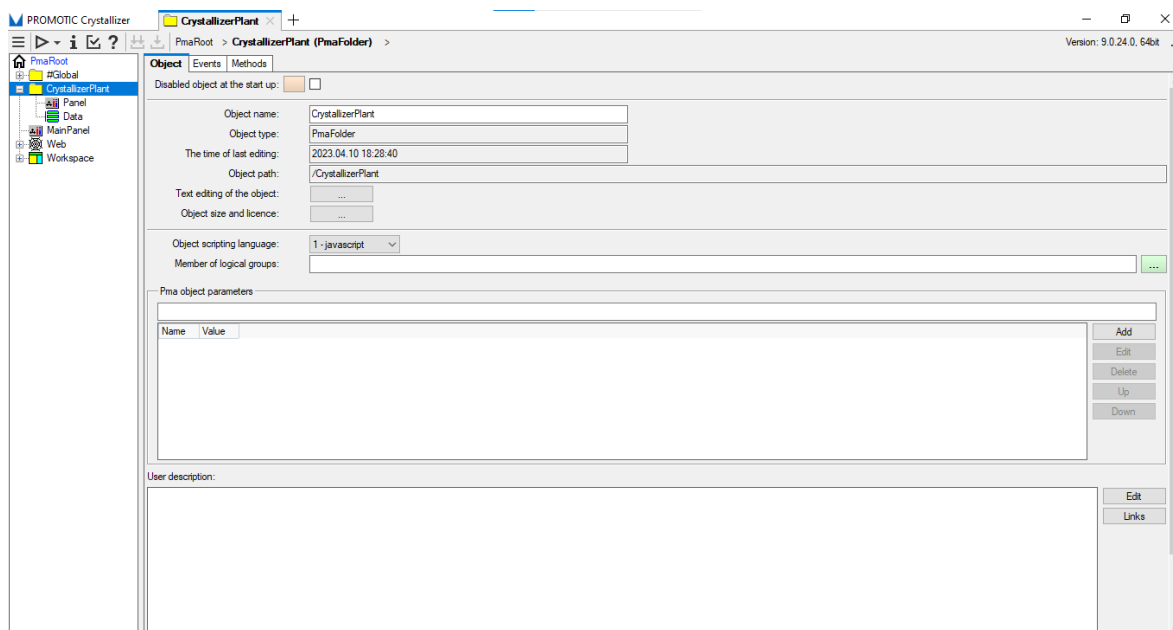 PROMOTIC Crystallizer
CrystallizerPlant
PmaRoot > CrystallizerPlant (PmaFolder) >
Version: 9.0.24.0, 64bit
PmaRoot
#Global
CrystallizerPlant
Panel
Data
MainPanel
Web
Workspace
Object Events Methods
Disabled object at the start up:
Object name: CrystallizerPlant
Object type: PmaFolder
The time of last editing: 2023.04.10 18:28:40
Object path: /CrystallizerPlant
Text editing of the object: ...
Object size and licence: ...
Object scripting language: 1 - javascript
Member of logical groups: ...
Pma object parameters
Name Value
Add
Edit
Delete
Up
Down
User description:
Edit
Links